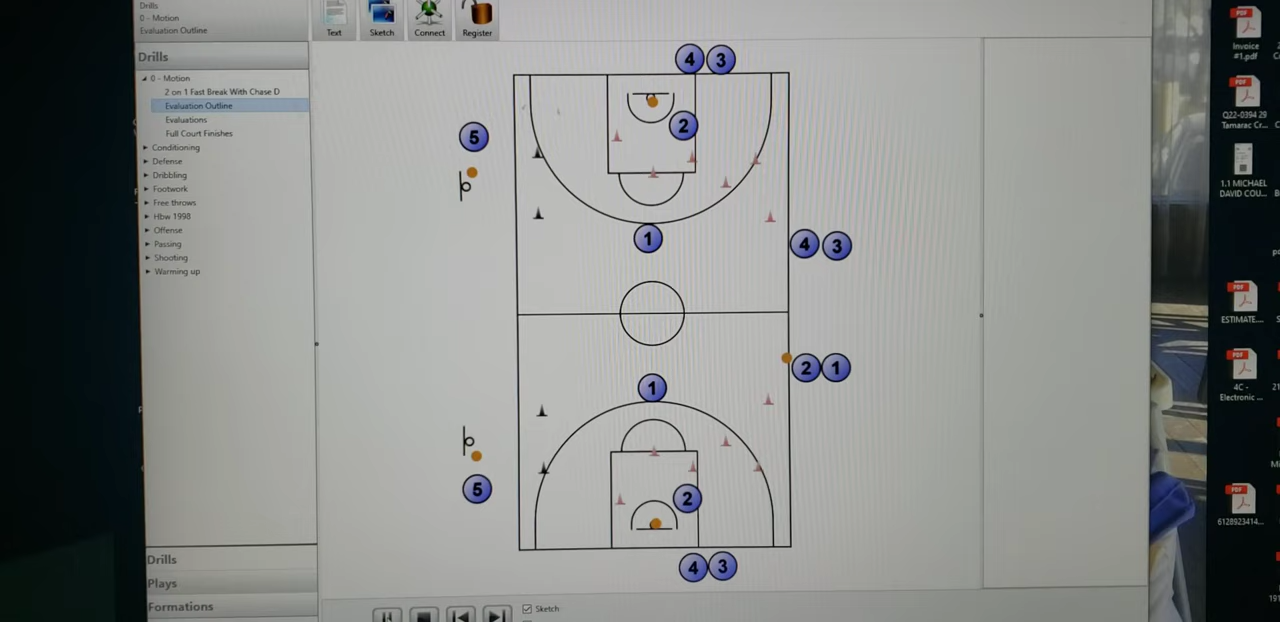 Drills
0 - Motion
Evaluation Outline
Text
Sketch
Connect
Register
Drills
0 - Motion
2 on 1 Fast Break With Chase D
Evaluation Outline
Evaluations
Full Court Finishes
Conditioning
Defense
Dribbling
Footwork
Free throws
Hbw 1998
Offense
Passing
Shooting
Warming up
Drills
Plays
Formations
4 3
2
5
1
4 3
2 1
1
2
5
4 3
Sketch
PDF
Invoice
#1.pdf
PDF
Q22-0394 29
Tamarac Cr...
1.1 MICHAEL
DAVID COU...
PDF
ESTIMATE....
PDF
4C -
Electronic ...
PDF
6128923414...